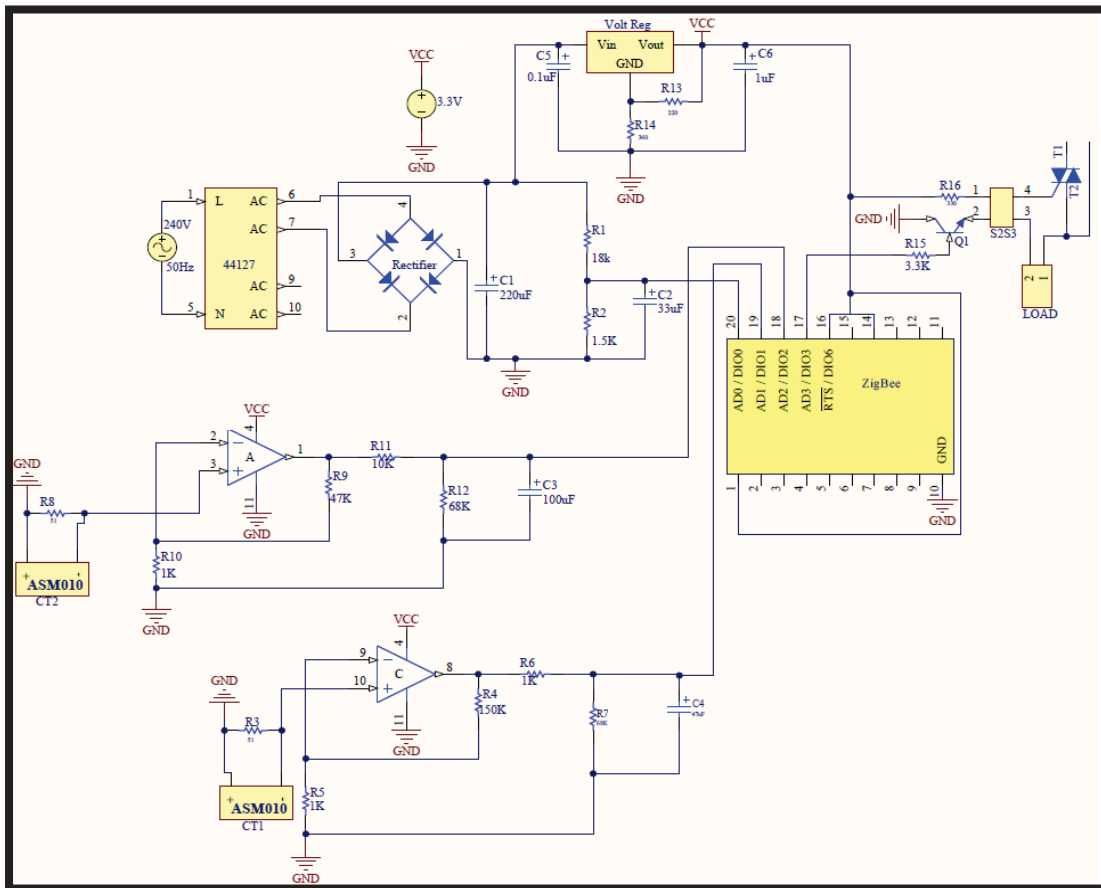 Volt Reg
VCC
Vin
Vout
GND
C5
0.1uF
C6
1uF
R13
220
R14
360
GND
VCC
3.3V
GND
T1
T2
1
L
AC
6
240V
AC
7
50Hz
44127
AC
9
5
N
AC
10
4
3
Rectifier
1
2
C1
220uF
R1
18k
R2
1.5K
C2
33uF
GND
R16
330
1
4
GND
2
3
Q1
S2S3
R15
3.3K
2
1
LOAD
20
19
18
17
16
15
14
13
12
11
AD0 / DIO0
AD1 / DIO1
AD2 / DIO2
AD3 / DIO3
RTS / DIO6
ZigBee
GND
1
2
3
4
5
6
7
8
9
10
GND
VCC
4
2
A
1
3
11
GND
R11
10K
R9
47K
R12
68K
C3
100uF
GND
R8
51
R10
1K
+
ASM010
'
CT2
GND
VCC
4
9
C
8
10
11
GND
R6
1K
R4
150K
R7
68K
C4
47uF
GND
R3
51
R5
1K
+
ASM010
'
CT1
GND